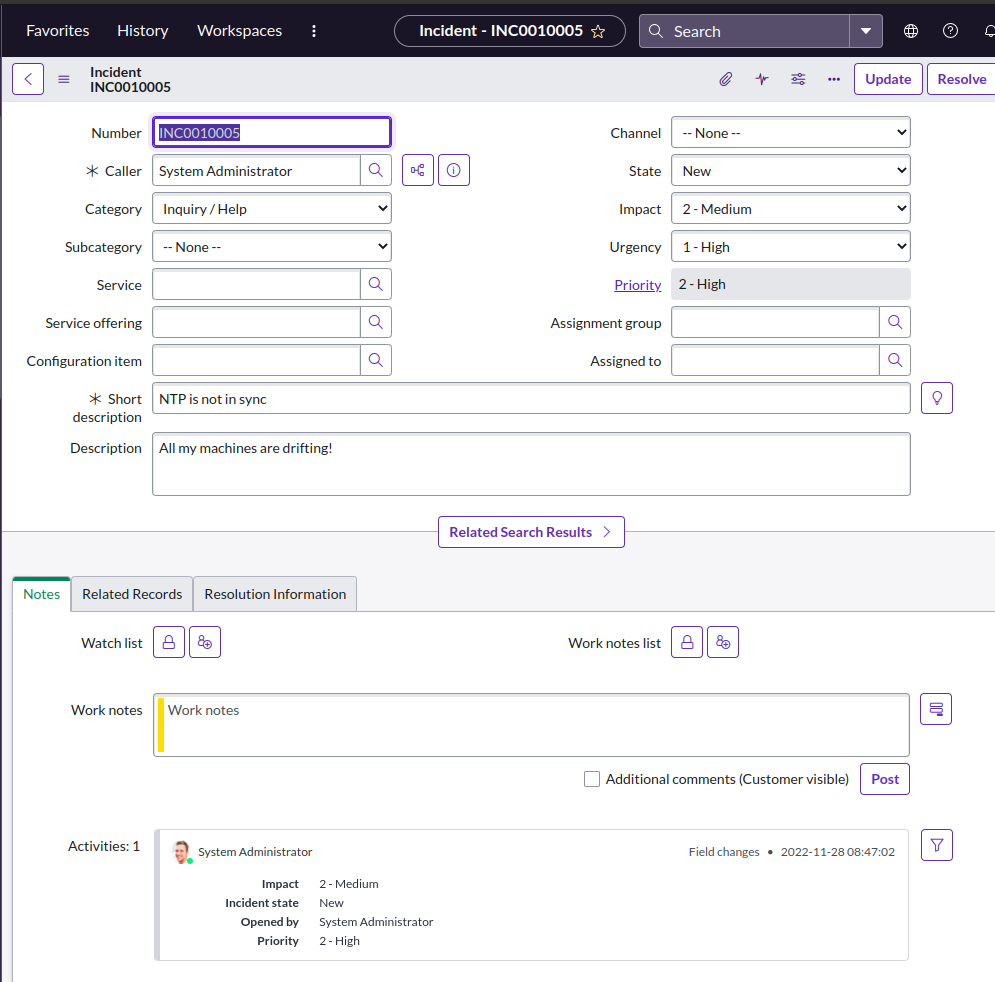 Favorites History Workspaces Incident - INC0010005 Search
Incident
INC0010005
Update Resolve
Number INC0010005
Channel -- None --
Caller System Administrator
State New
Category Inquiry / Help
Impact 2 - Medium
Subcategory -- None --
Urgency 1 - High
Service
Priority 2 - High
Service offering
Assignment group
Configuration item
Assigned to
Short description NTP is not in sync
Description All my machines are drifting!
Related Search Results
Notes Related Records Resolution Information
Watch list
Work notes list
Work notes Work notes
Additional comments (Customer visible) Post
Activities: 1
System Administrator Field changes • 2022-11-28 08:47:02
Impact 2 - Medium
Incident state New
Opened by System Administrator
Priority 2 - High